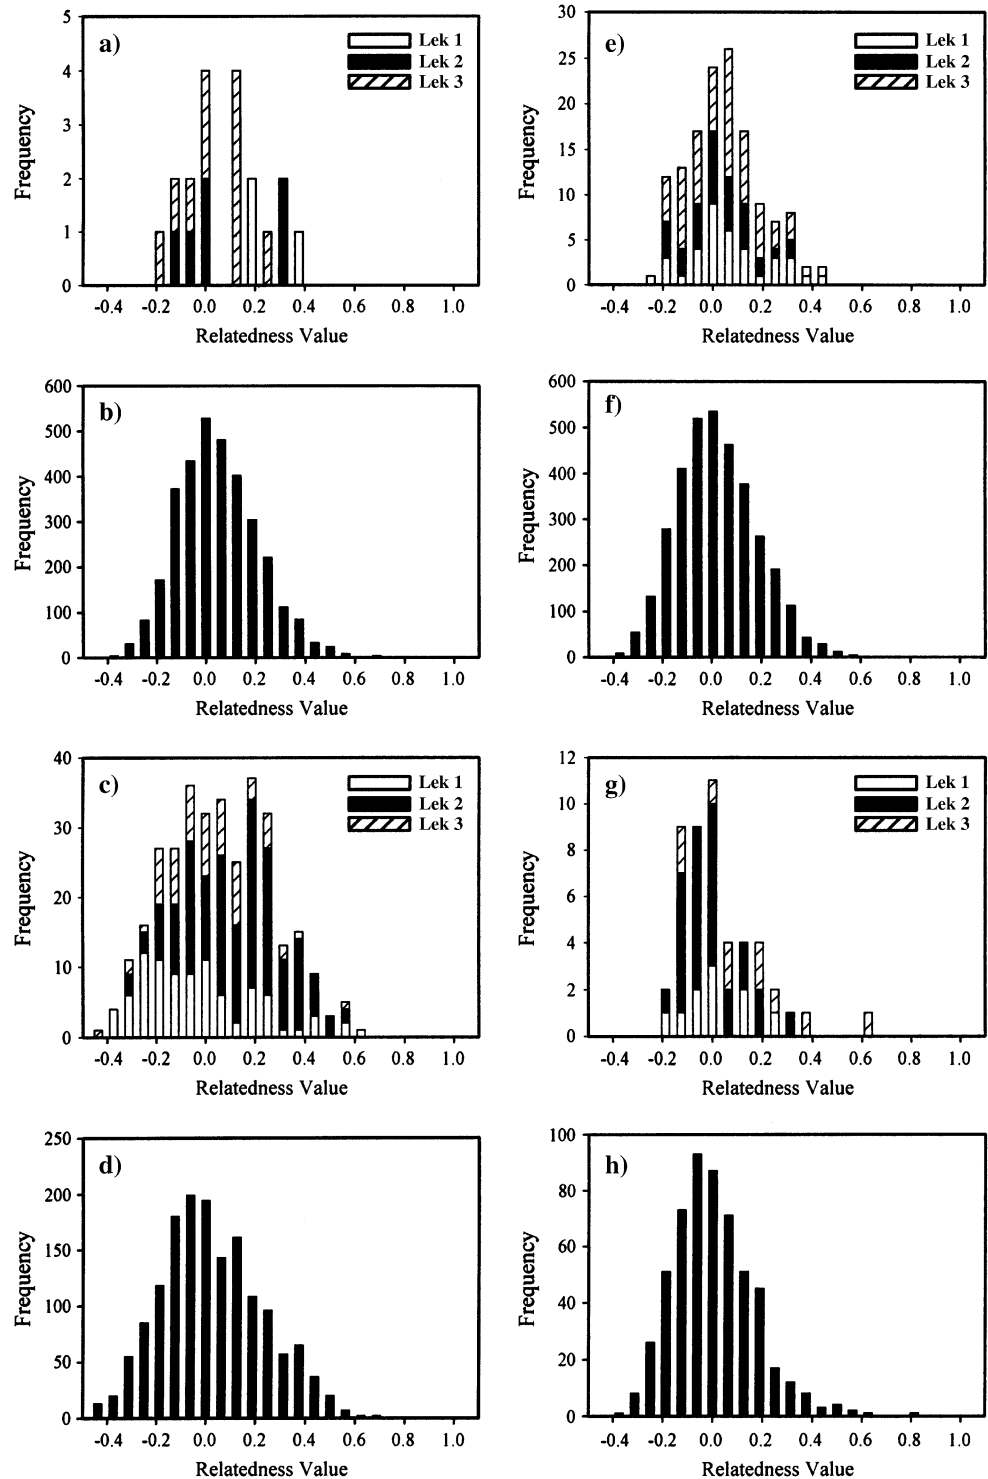 a)
Lek 1
Lek 2
Lek 3
Frequency
5
4
3
2
1
0
-0.4 -0.2 0.0 0.2 0.4 0.6 0.8 1.0
Relatedness Value
e)
Lek 1
Lek 2
Lek 3
Frequency
30
25
20
15
10
5
0
-0.4 -0.2 0.0 0.2 0.4 0.6 0.8 1.0
Relatedness Value
b)
Frequency
600
500
400
300
200
100
0
-0.4 -0.2 0.0 0.2 0.4 0.6 0.8 1.0
Relatedness Value
f)
Frequency
600
500
400
300
200
100
0
-0.4 -0.2 0.0 0.2 0.4 0.6 0.8 1.0
Relatedness Value
c)
Lek 1
Lek 2
Lek 3
Frequency
40
30
20
10
0
-0.4 -0.2 0.0 0.2 0.4 0.6 0.8 1.0
Relatedness Value
g)
Lek 1
Lek 2
Lek 3
Frequency
12
10
8
6
4
2
0
-0.4 -0.2 0.0 0.2 0.4 0.6 0.8 1.0
Relatedness Value
d)
Frequency
250
200
150
100
50
0
-0.4 -0.2 0.0 0.2 0.4 0.6 0.8 1.0
Relatedness Value
h)
Frequency
100
80
60
40
20
0
-0.4 -0.2 0.0 0.2 0.4 0.6 0.8 1.0
Relatedness Value